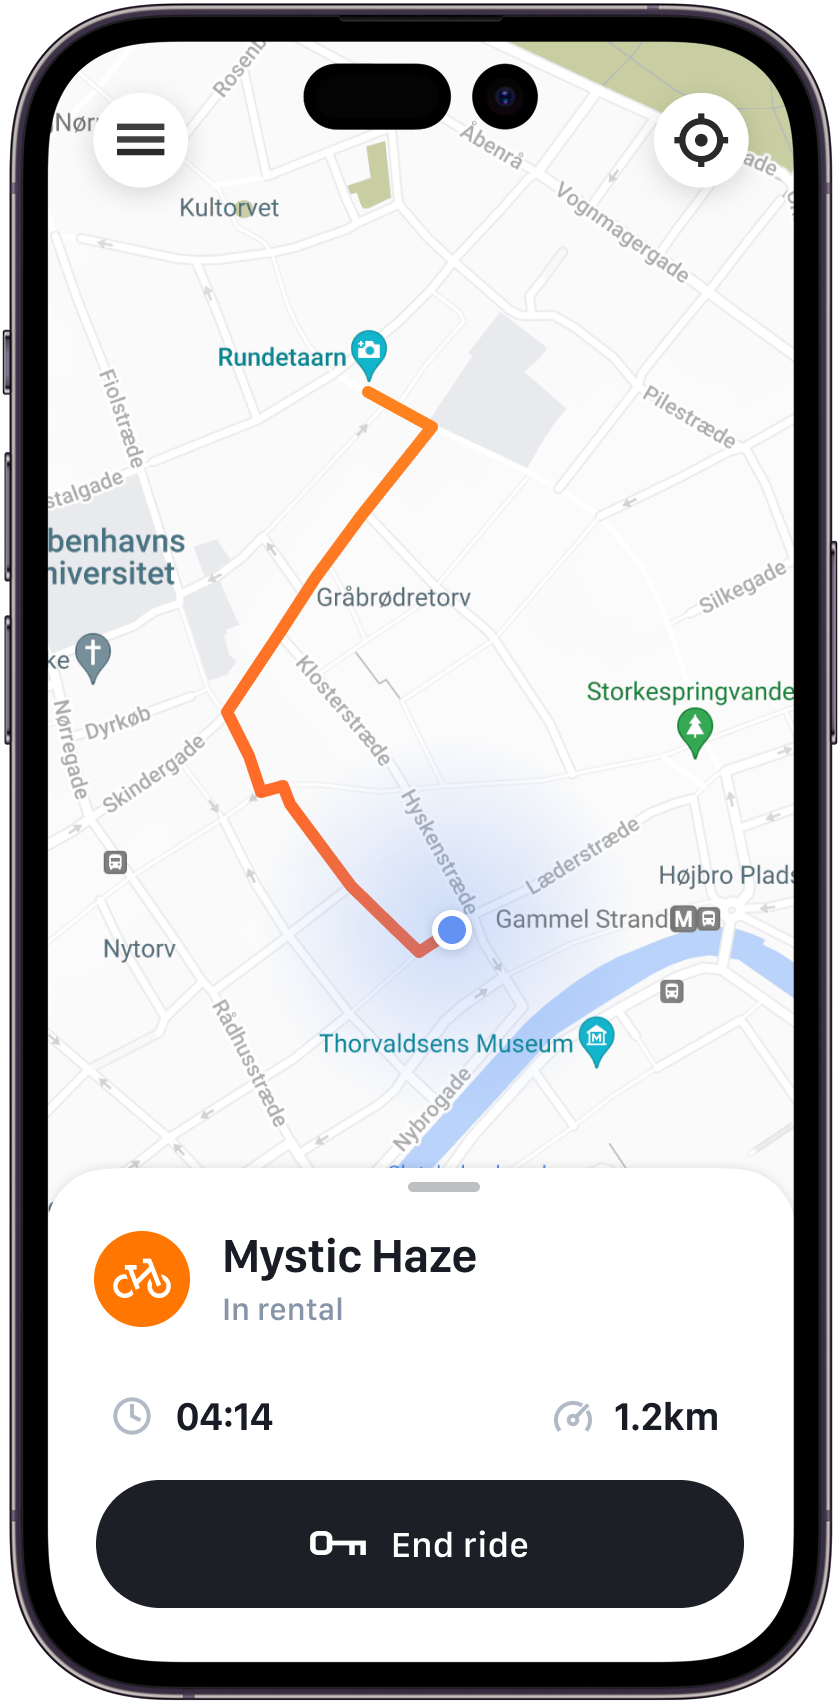 Rosenb
Nørr
Åbenrå
ade
Vognmagergade
Kultorvet
Rundetaarn
Fiolstræde
Pilestræde
stalgade
benhavns
niversitet
Gråbrødretorv
Silkegade
ke
Klosterstræde
Storkespringvande
Nørregade
Dyrkøb
Skindergade
Hyskenstræde
Læderstræde
Højbro Plads
Gammel Strand M
Nytorv
Rådhusstræde
Thorvaldsens Museum
M
Nybrogade
Mystic Haze
In rental
04:14
1.2km
End ride